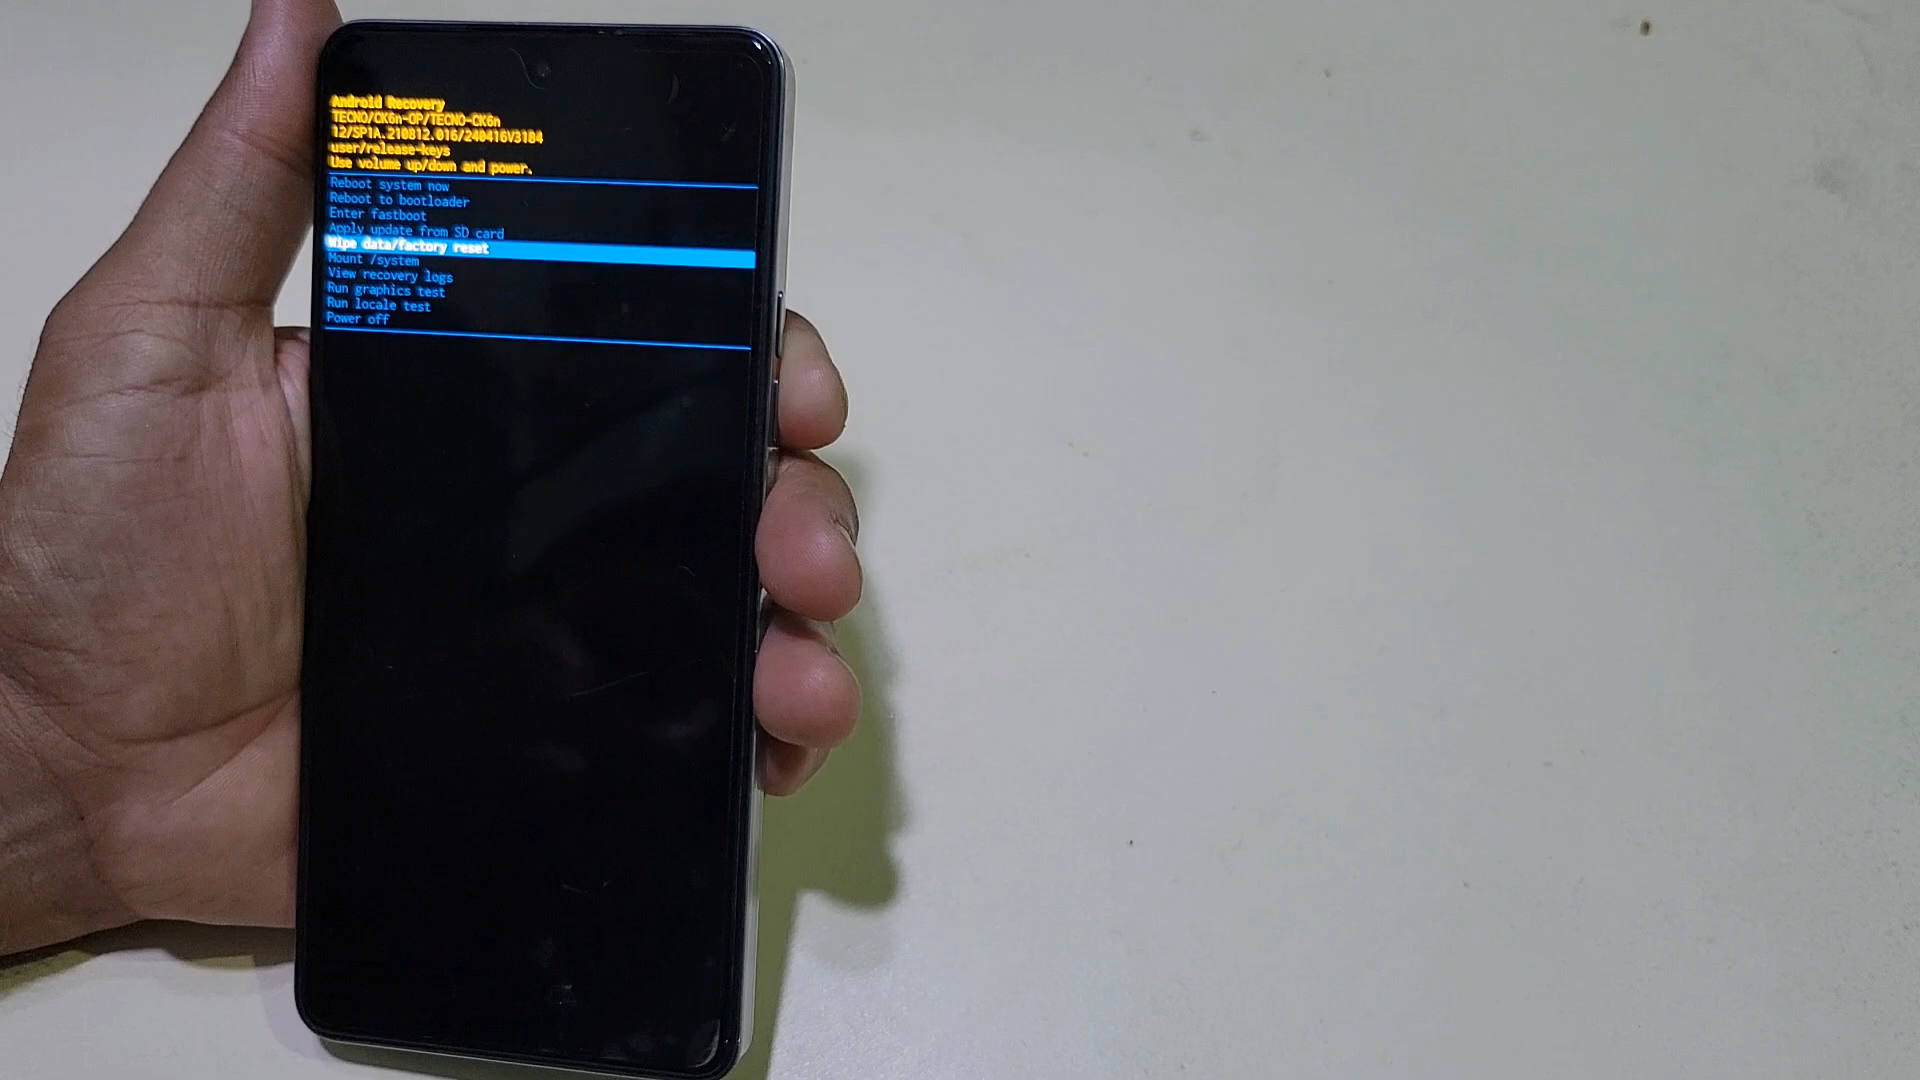 Android Recovery
TECNO/CK6n-OP/TECNO-CK6n
12/SP1A.210812.016/240416V3184
user/release-keys
Use volume up/down and power.
Reboot system now
Reboot to bootloader
Enter fastboot
Apply update from SD card
Wipe data/factory reset
Mount /system
View recovery logs
Run graphics test
Run locale test
Power off